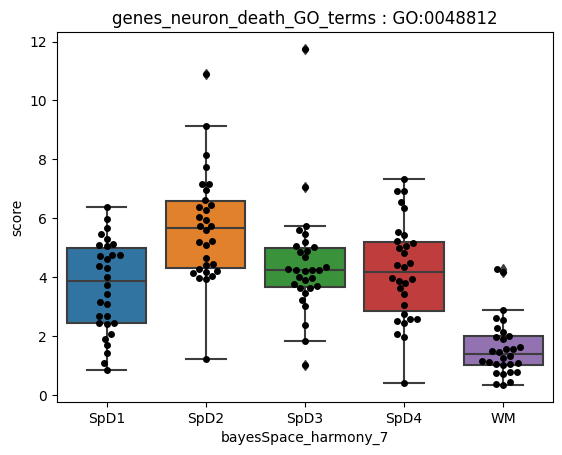 genes_neuron_death_GO_terms : GO:0048812
12
10
8
6
4
2
0
score
SpD1 SpD2 SpD3 SpD4 WM
bayesSpace_harmony_7